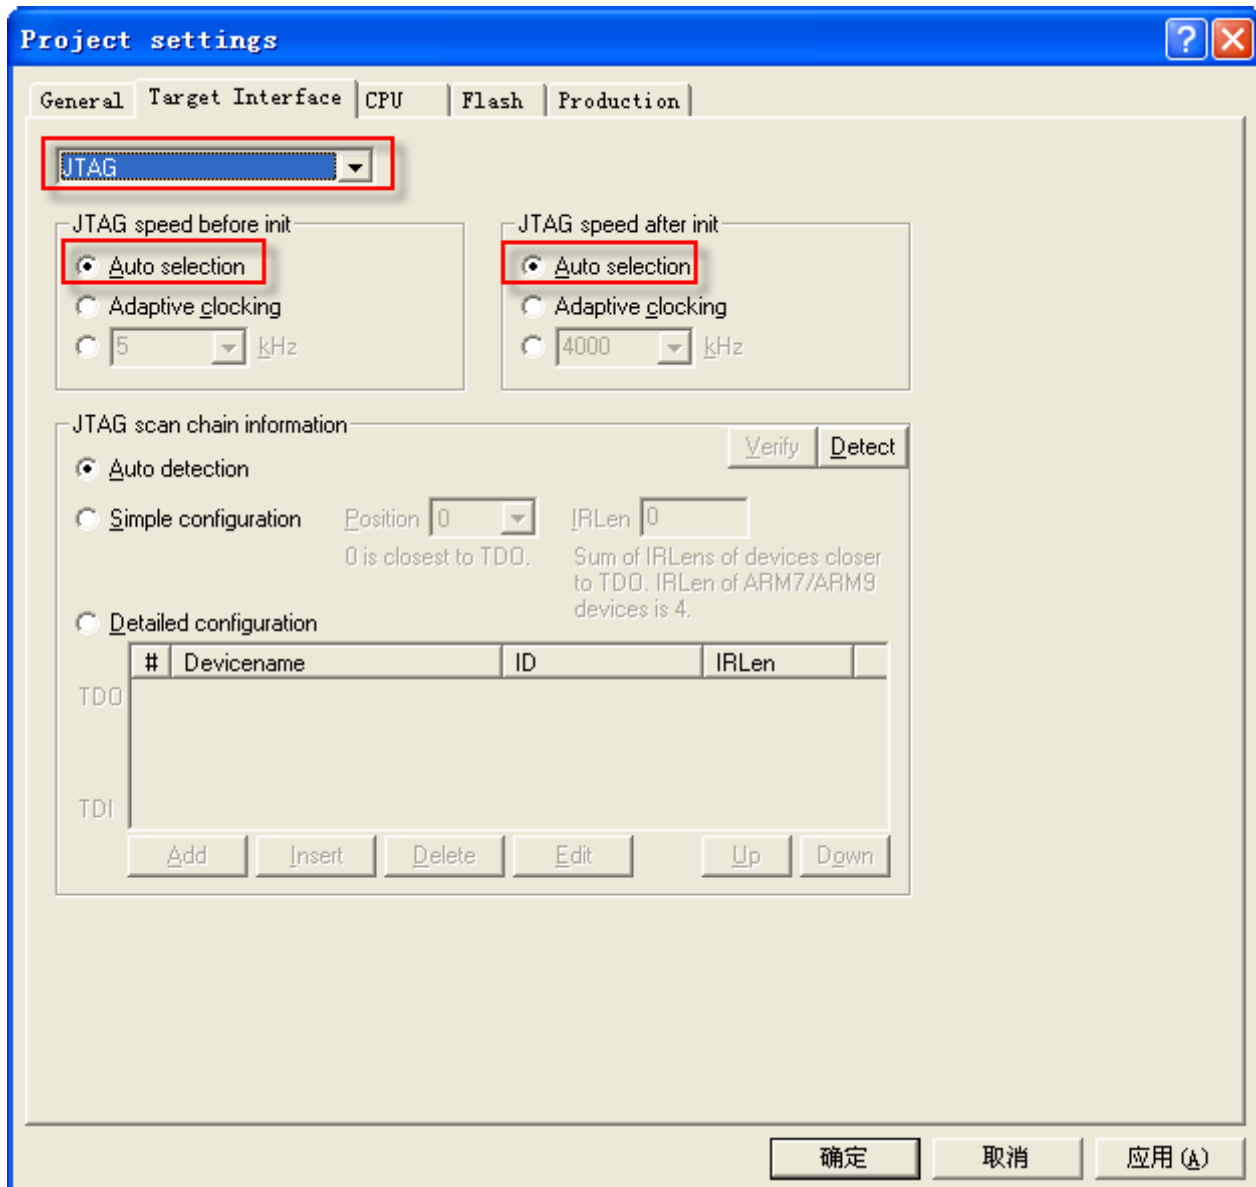 Project settings
General Target Interface CPU Flash Production
JTAG
JTAG speed before init
Auto selection
Adaptive clocking
5 kHz
JTAG speed after init
Auto selection
Adaptive clocking
4000 kHz
JTAG scan chain information
Verify Detect
Auto detection
Simple configuration Position 0 IRLen 0
0 is closest to TDO.
Sum of IRLens of devices closer
to TDO. IRLen of ARM7/ARM9
devices is 4.
Detailed configuration
# Devicename ID IRLen
TDO
TDI
Add Insert Delete Edit Up Down
确定 取消 应用(A)